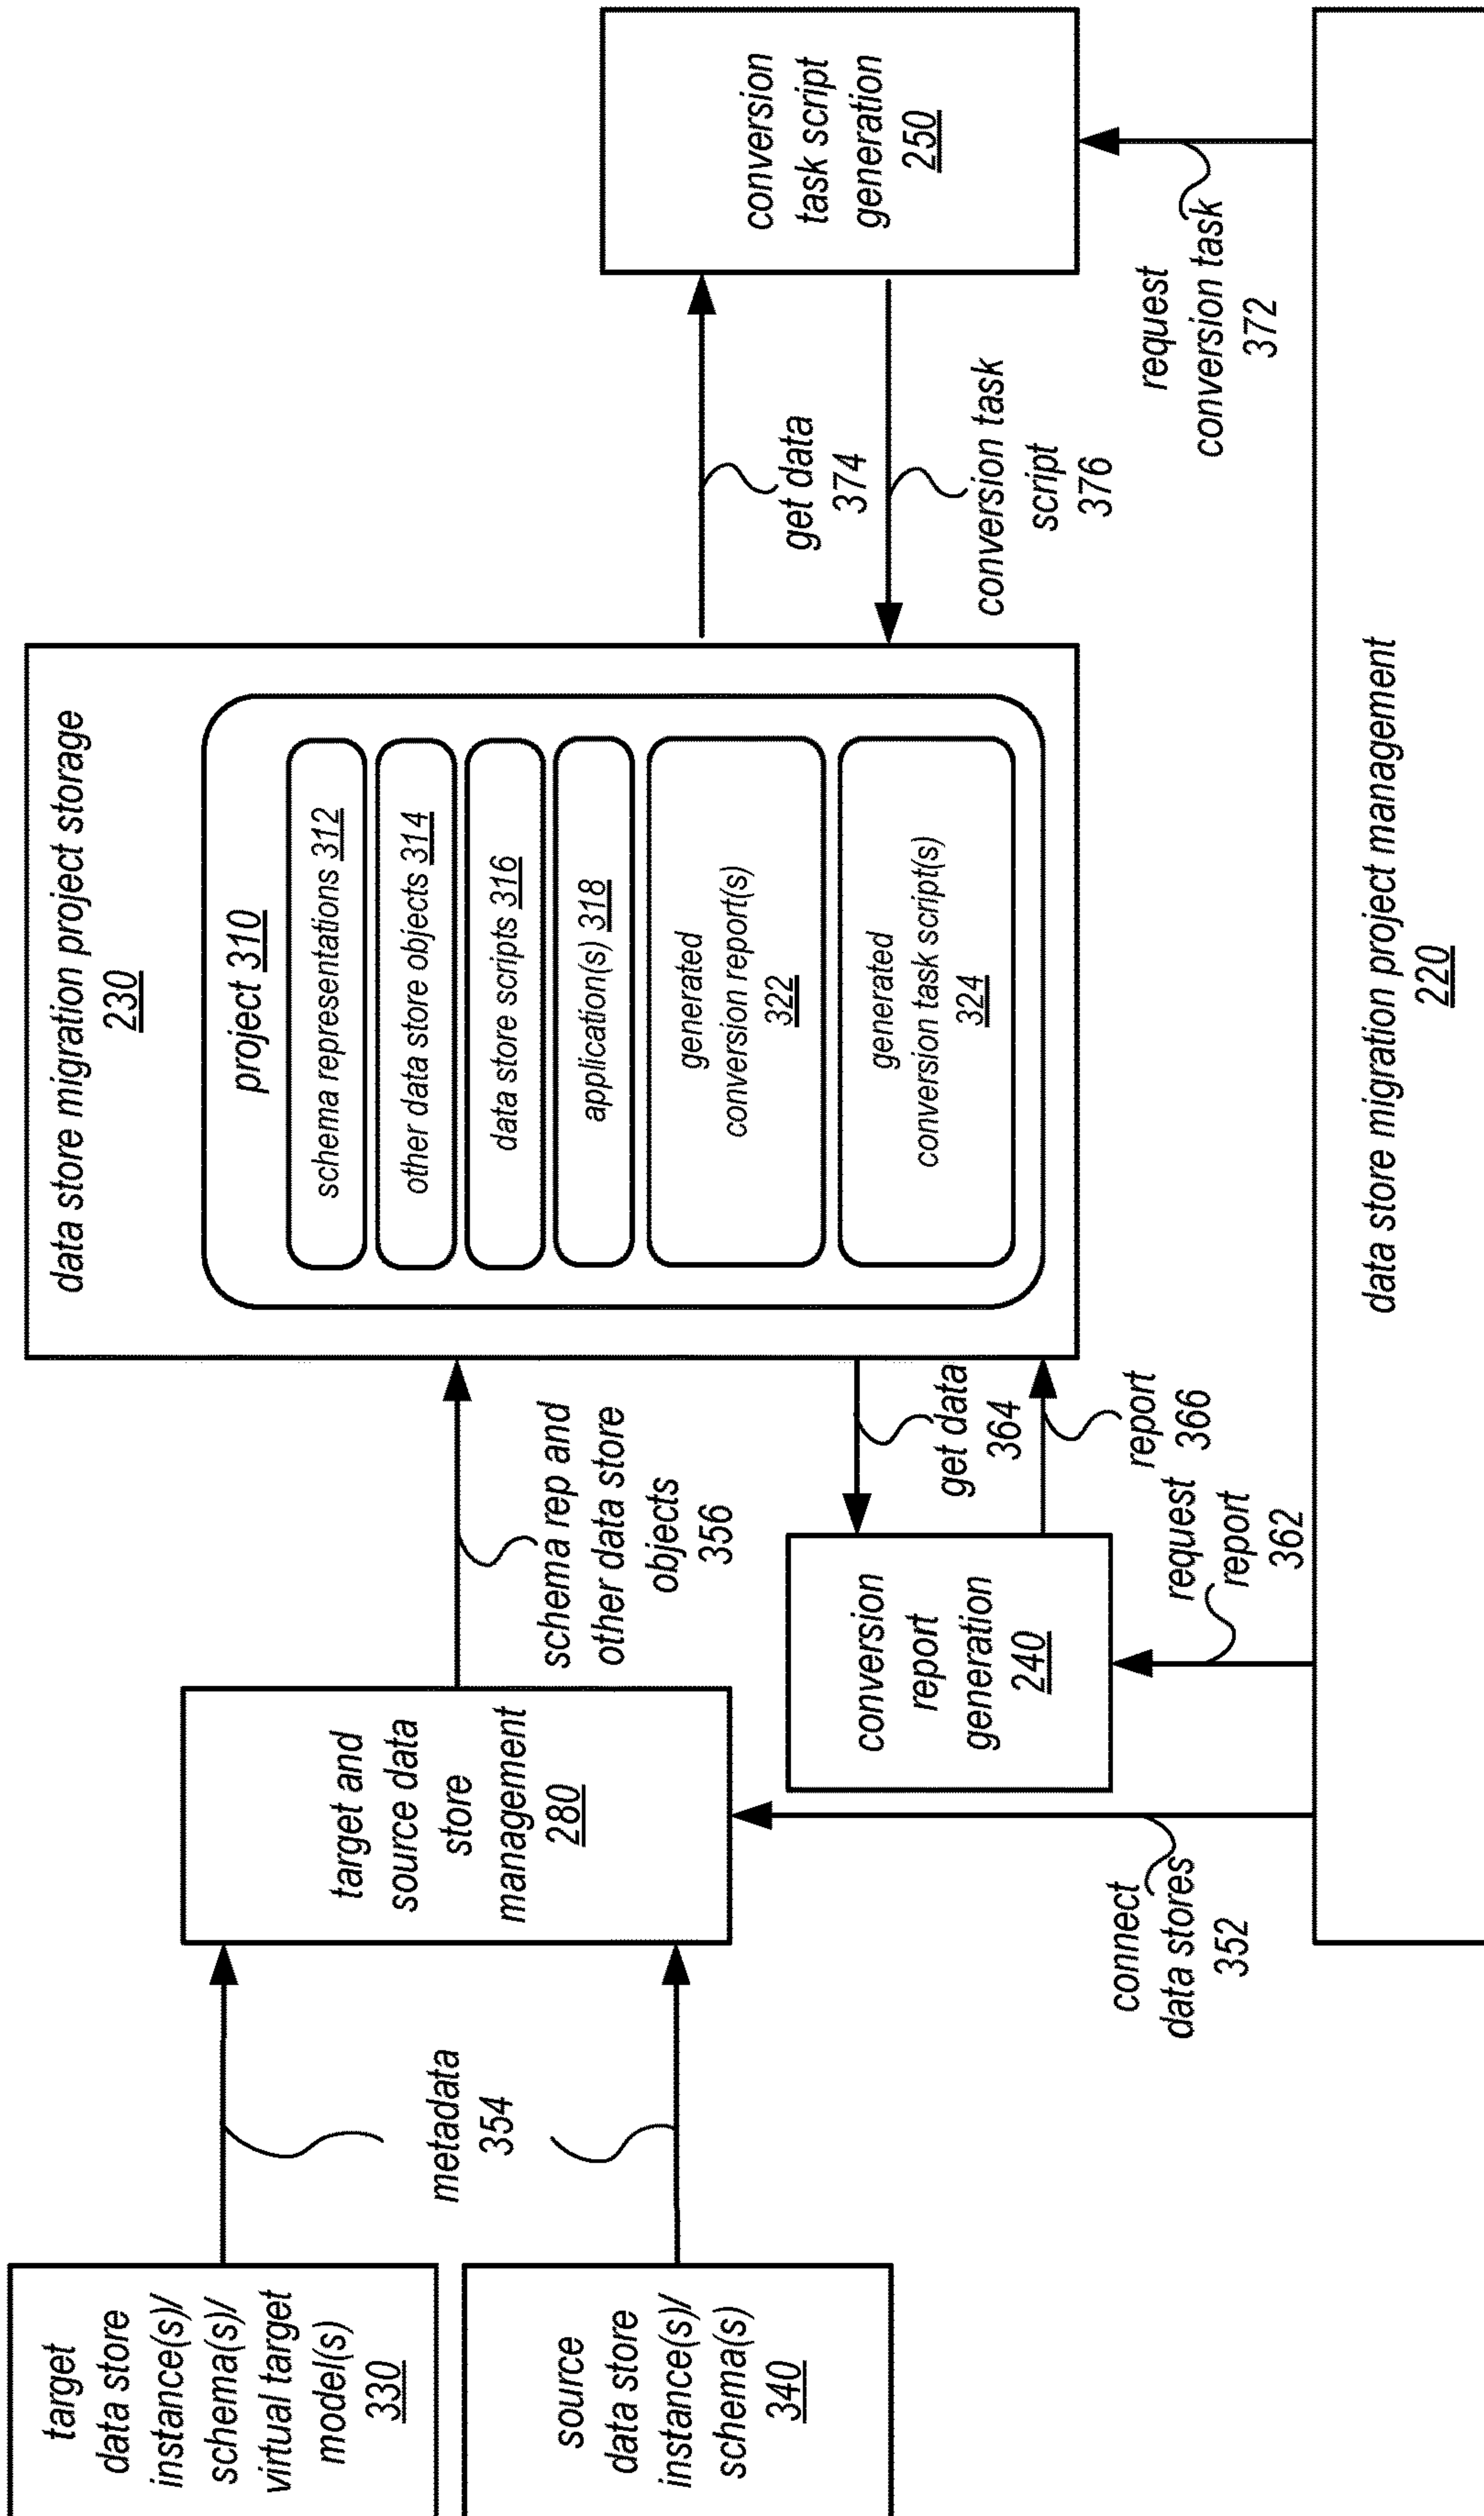 target
data store
instance(s)/
schema(s)/
virtual target
model(s)
330
source
data store
instance(s)/
schema(s)
340
metadata
354
target and
source data
store
management
280
schema rep and
other data store
objects
356
connect
data stores
352
conversion
report
generation
240
get data
364
report
366
request
report
362
data store migration project storage
230
project 310
schema representations 312
other data store objects 314
data store scripts 316
application(s) 318
generated
conversion report(s)
322
generated
conversion task script(s)
324
get data
374
conversion task
script
376
conversion
task script
generation
250
request
conversion task
372
data store migration project management
220